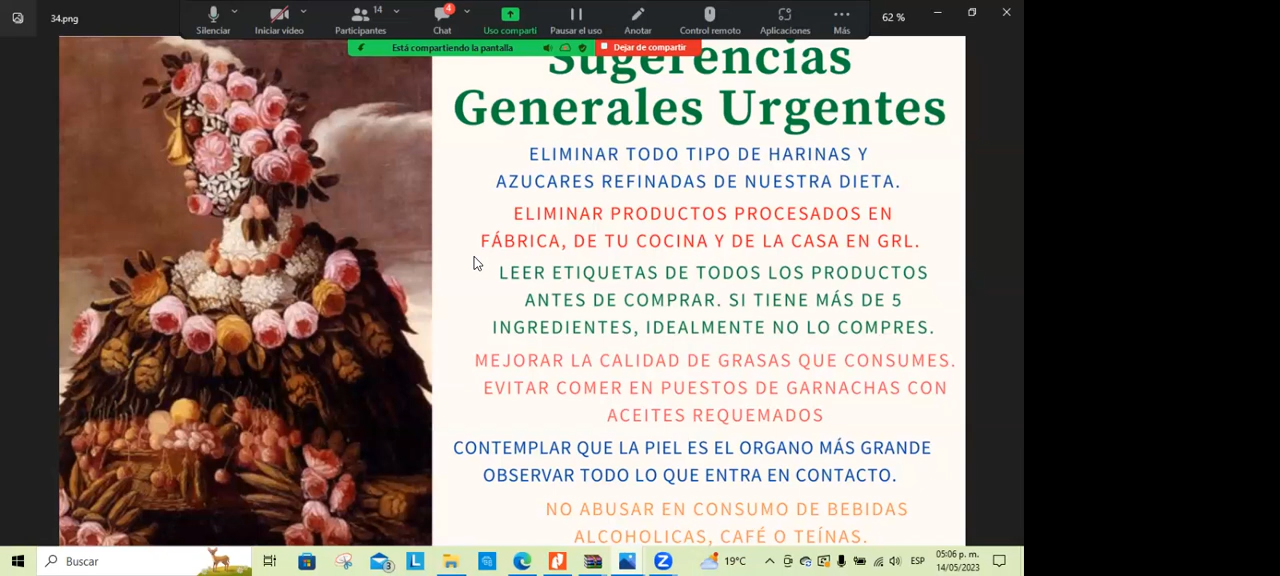 34.png
Silenciar
Iniciar video
Participantes
14
Chat
4
Uso comparti
Pausar el uso
Anotar
Control remoto
Aplicaciones
Más
62 %
Está compartiendo la pantalla
Dejar de compartir
Sugerencias
Generales Urgentes
ELIMINAR TODO TIPO DE HARINAS Y
AZUCARES REFINADAS DE NUESTRA DIETA.
ELIMINAR PRODUCTOS PROCESADOS EN
FÁBRICA, DE TU COCINA Y DE LA CASA EN GRL.
LEER ETIQUETAS DE TODOS LOS PRODUCTOS
ANTES DE COMPRAR. SI TIENE MÁS DE 5
INGREDIENTES, IDEALMENTE NO LO COMPRES.
MEJORAR LA CALIDAD DE GRASAS QUE CONSUMES.
EVITAR COMER EN PUESTOS DE GARNACHAS CON
ACEITES REQUEMADOS
CONTEMPLAR QUE LA PIEL ES EL ORGANO MÁS GRANDE
OBSERVAR TODO LO QUE ENTRA EN CONTACTO.
NO ABUSAR EN CONSUMO DE BEBIDAS
ALCOHOLICAS, CAFÉ O TEÍNAS.
Buscar
3
L
19°C
ESP
05:06 p. m.
14/05/2023